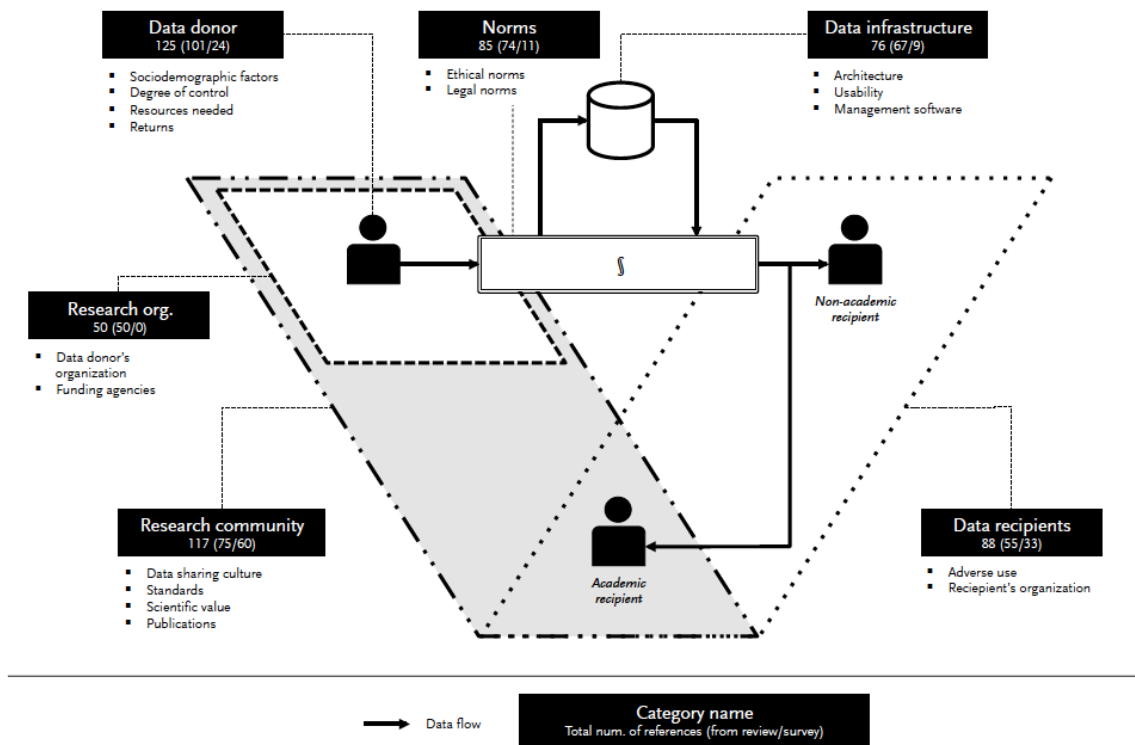 Data donor
125 (101/24)
▪ Sociodemographic factors
▪ Degree of control
▪ Resources needed
▪ Returns
Norms
85 (74/11)
▪ Ethical norms
▪ Legal norms
Data infrastructure
76 (67/9)
▪ Architecture
▪ Usability
▪ Management software
∫
Non-academic
recipient
Research org.
50 (50/0)
▪ Data donor's
organization
▪ Funding agencies
Research community
117 (75/60)
▪ Data sharing culture
▪ Standards
▪ Scientific value
▪ Publications
Academic
recipient
Data recipients
88 (55/33)
▪ Adverse use
▪ Reciepient's organization
Data flow
Category name
Total num. of references (from review/survey)